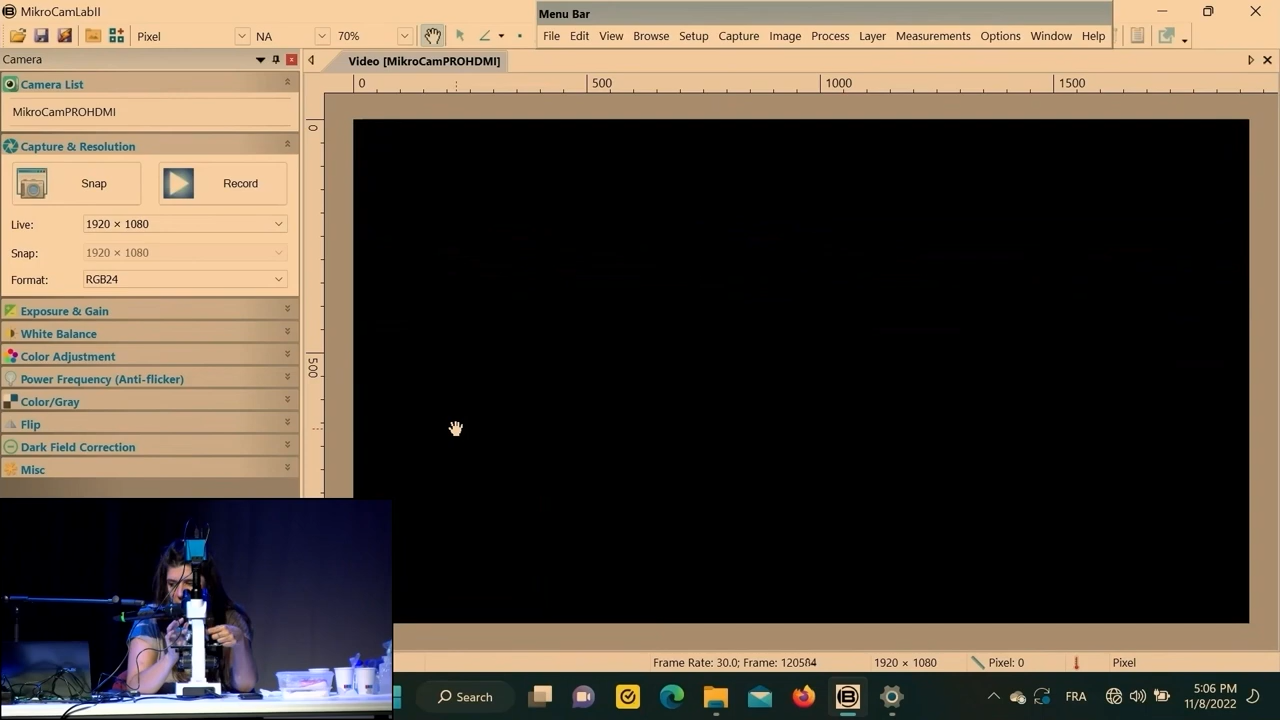 MikroCamLabII
Menu Bar
Pixel
NA
70%
File Edit View Browse Setup Capture Image Process Layer Measurements Options Window Help
Camera
Video [MikroCamPROHDMI]
Camera List
0 500 1000 1500
MikroCamPROHDMI
0
Capture & Resolution
Snap
Record
Live: 1920 × 1080
Snap: 1920 × 1080
Format: RGB24
Exposure & Gain
White Balance
500
Color Adjustment
Power Frequency (Anti-flicker)
Color/Gray
Flip
Dark Field Correction
Misc
Frame Rate: 30.0; Frame: 120584 1920 × 1080 Pixel: 0 Pixel
Search
FRA
5:06 PM
11/8/2022